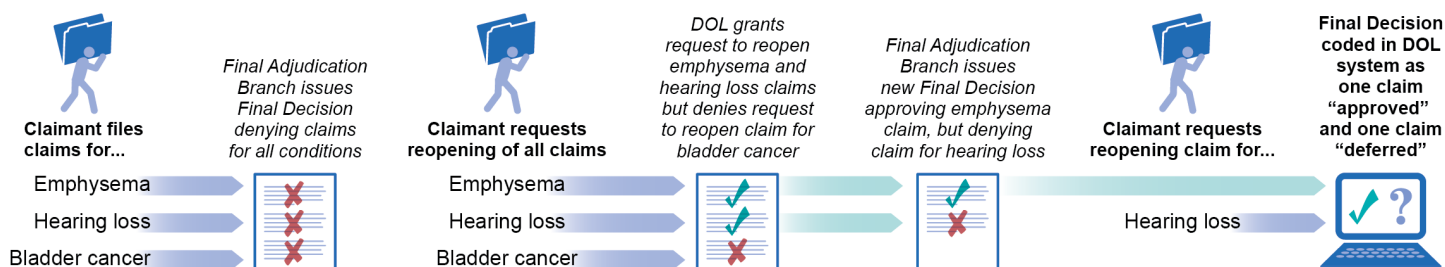 Claimant files
claims for...
Emphysema
Hearing loss
Bladder cancer
Final Adjudication
Branch issues
Final Decision
denying claims
for all conditions
Claimant requests
reopening of all claims
Emphysema
Hearing loss
Bladder cancer
DOL grants
request to reopen
emphysema and
hearing loss claims
but denies request
to reopen claim for
bladder cancer
Final Adjudication
Branch issues
new Final Decision
approving emphysema
claim, but denying
claim for hearing loss
Claimant requests
reopening claim for...
Hearing loss
Final Decision
coded in DOL
system as
one claim
“approved”
and one claim
“deferred”
?